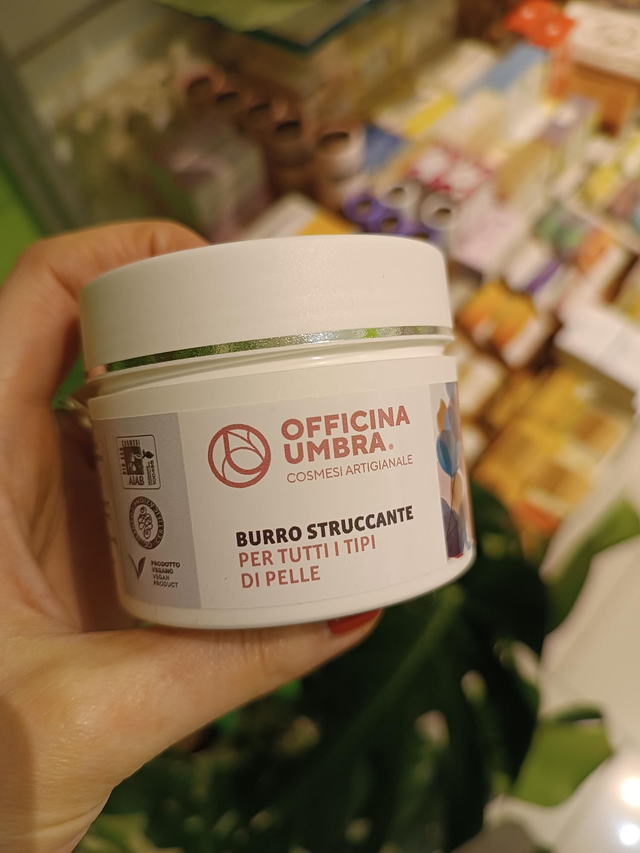 OFFICINA
UMBRA®
COSMESI ARTIGIANALE
BURRO STRUCCANTE
PER TUTTI I TIPI
DI PELLE
AIAB
PRODOTTO
VEGANO
VEGAN
PRODUCT